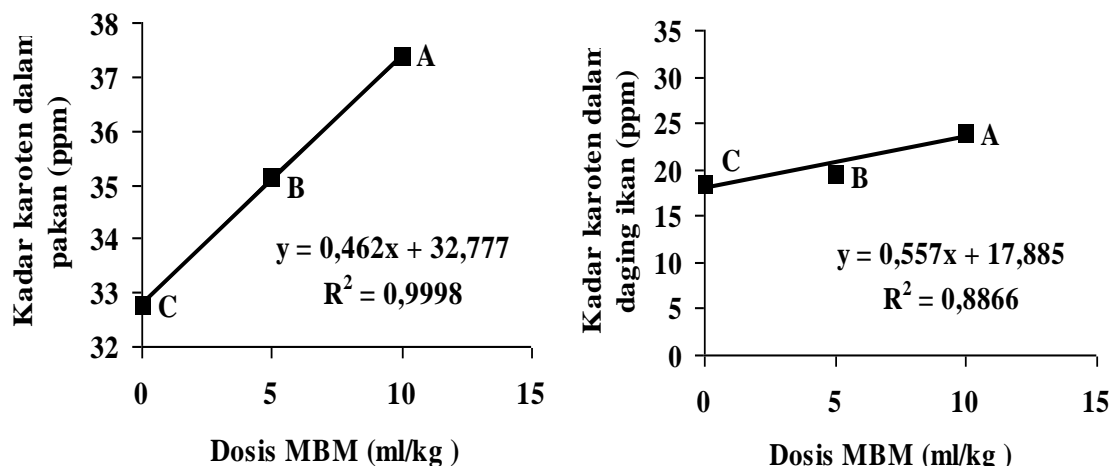 Kadar karoten dalam
pakan (ppm)
38
37
36
35
34
33
32
A
B
C
y = 0,462x + 32,777
R² = 0,9998
0 5 10 15
Dosis MBM (ml/kg )
Kadar karoten dalam
daging ikan (ppm)
35
30
25
20
15
10
5
0
C
A
B
y = 0,557x + 17,885
R² = 0,8866
0 5 10 15
Dosis MBM (ml/kg )